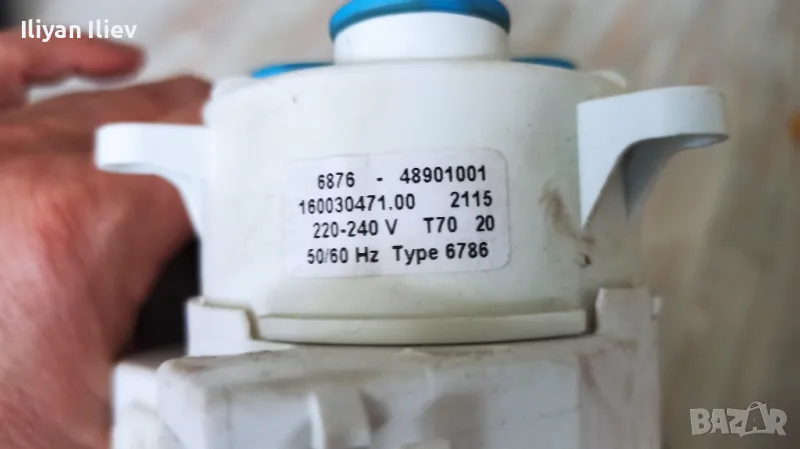 Iliyan Iliev
6876 - 48901001
160030471.00 2115
220-240 V T70 20
50/60 Hz Type 6786
BAZAR